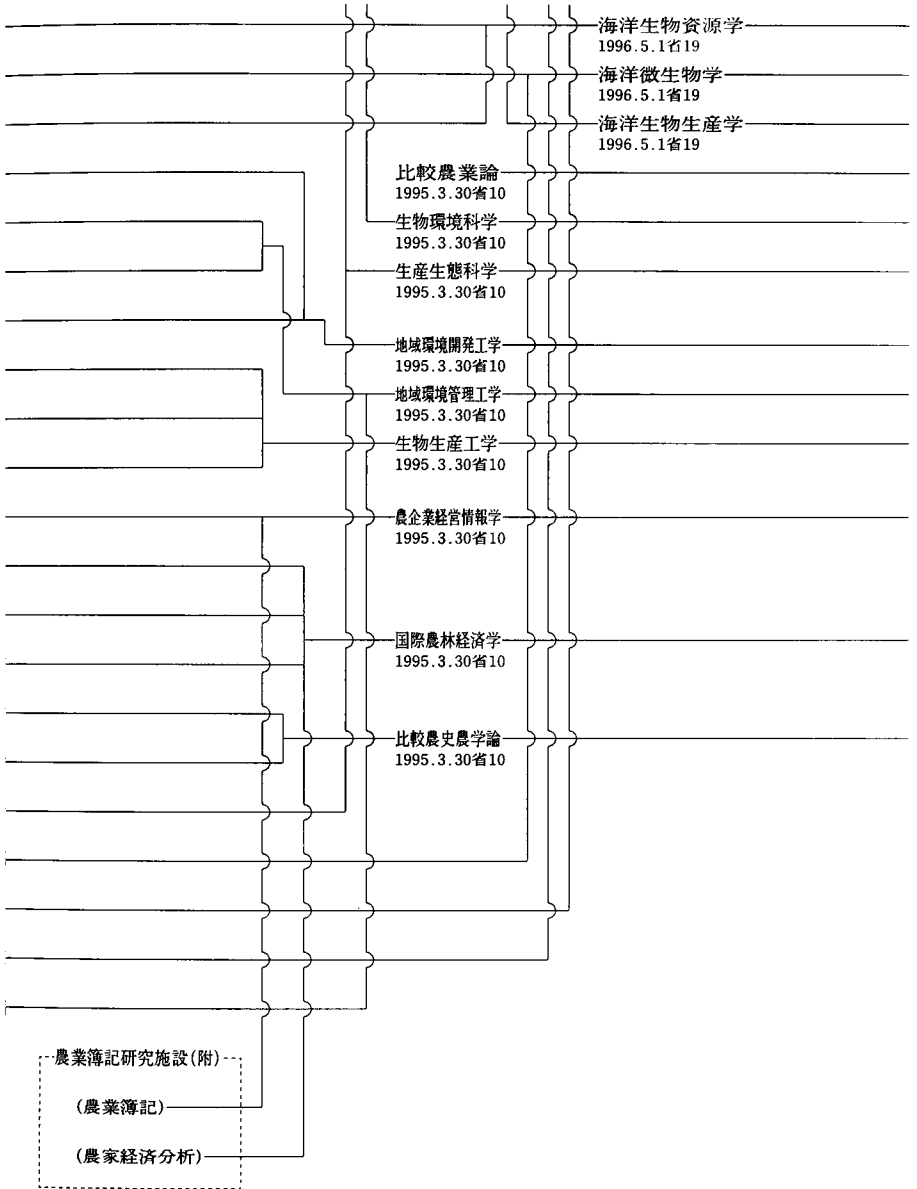 海洋生物資源学
1996.5.1省19
海洋微生物学
1996.5.1省19
海洋生物生産学
1996.5.1省19
比較農業論
1995.3.30省10
生物環境科学
1995.3.30省10
生産生態科学
1995.3.30省10
地域環境開発工学
1995.3.30省10
地域環境管理工学
1995.3.30省10
生物生産工学
1995.3.30省10
農企業経営情報学
1995.3.30省10
国際農林経済学
1995.3.30省10
比較農史農学論
1995.3.30省10
農業簿記研究施設(附)
(農業簿記)
(農家経済分析)